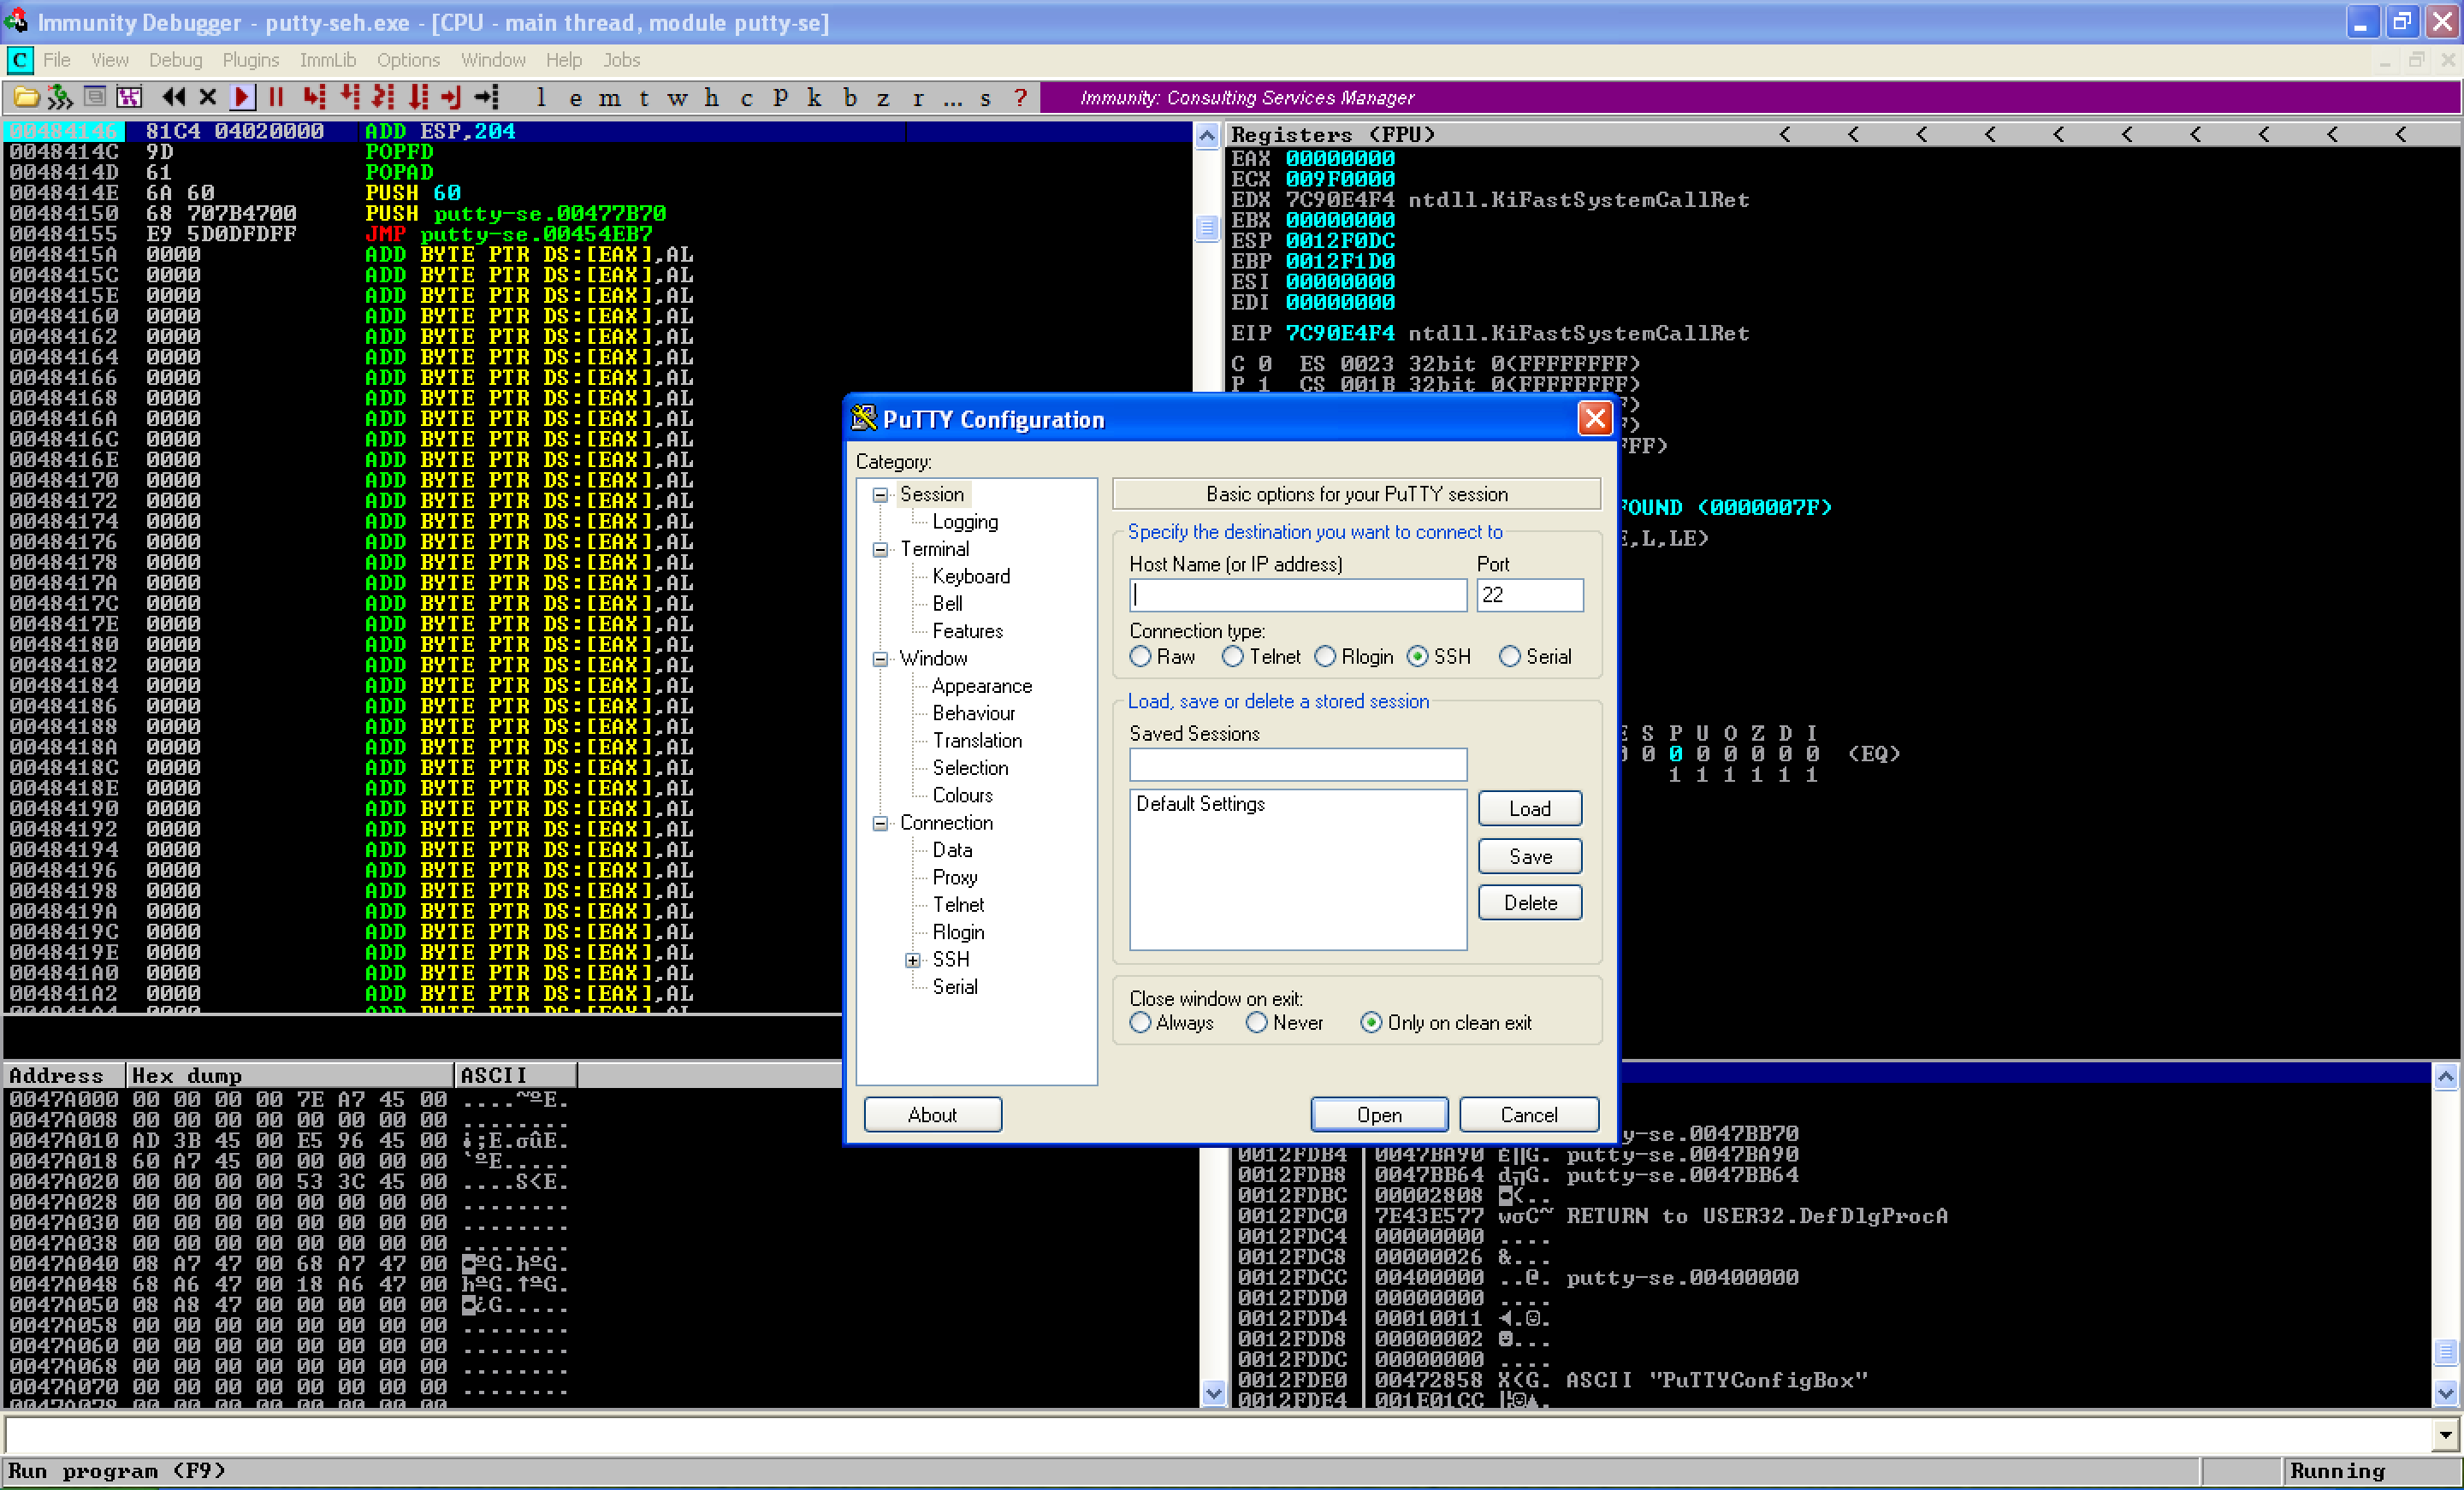 Immunity Debugger - putty-seh.exe - [CPU - main thread, module putty-se]
C File View Debug Plugins ImmLib Options Window Help Jobs
l e m t w h c P k b z r ... s ? Immunity: Consulting Services Manager
00484146 81C4 04020000 ADD ESP,204
0048414C 9D POPFD
0048414D 61 POPAD
0048414E 6A 60 PUSH 60
00484150 68 707B4700 PUSH putty-se.00477B70
00484155 E9 5D0DFDFF JMP putty-se.00454EB7
0048415A 0000 ADD BYTE PTR DS:[EAX],AL
0048415C 0000 ADD BYTE PTR DS:[EAX],AL
0048415E 0000 ADD BYTE PTR DS:[EAX],AL
00484160 0000 ADD BYTE PTR DS:[EAX],AL
00484162 0000 ADD BYTE PTR DS:[EAX],AL
00484164 0000 ADD BYTE PTR DS:[EAX],AL
00484166 0000 ADD BYTE PTR DS:[EAX],AL
00484168 0000 ADD BYTE PTR DS:[EAX],AL
0048416A 0000 ADD BYTE PTR DS:[EAX],AL
0048416C 0000 ADD BYTE PTR DS:[EAX],AL
0048416E 0000 ADD BYTE PTR DS:[EAX],AL
00484170 0000 ADD BYTE PTR DS:[EAX],AL
00484172 0000 ADD BYTE PTR DS:[EAX],AL
00484174 0000 ADD BYTE PTR DS:[EAX],AL
00484176 0000 ADD BYTE PTR DS:[EAX],AL
00484178 0000 ADD BYTE PTR DS:[EAX],AL
0048417A 0000 ADD BYTE PTR DS:[EAX],AL
0048417C 0000 ADD BYTE PTR DS:[EAX],AL
0048417E 0000 ADD BYTE PTR DS:[EAX],AL
00484180 0000 ADD BYTE PTR DS:[EAX],AL
00484182 0000 ADD BYTE PTR DS:[EAX],AL
00484184 0000 ADD BYTE PTR DS:[EAX],AL
00484186 0000 ADD BYTE PTR DS:[EAX],AL
00484188 0000 ADD BYTE PTR DS:[EAX],AL
0048418A 0000 ADD BYTE PTR DS:[EAX],AL
0048418C 0000 ADD BYTE PTR DS:[EAX],AL
0048418E 0000 ADD BYTE PTR DS:[EAX],AL
00484190 0000 ADD BYTE PTR DS:[EAX],AL
00484192 0000 ADD BYTE PTR DS:[EAX],AL
00484194 0000 ADD BYTE PTR DS:[EAX],AL
00484196 0000 ADD BYTE PTR DS:[EAX],AL
00484198 0000 ADD BYTE PTR DS:[EAX],AL
0048419A 0000 ADD BYTE PTR DS:[EAX],AL
0048419C 0000 ADD BYTE PTR DS:[EAX],AL
0048419E 0000 ADD BYTE PTR DS:[EAX],AL
004841A0 0000 ADD BYTE PTR DS:[EAX],AL
004841A2 0000 ADD BYTE PTR DS:[EAX],AL
Registers (FPU) < < < < < < < < < <
EAX 00000000
ECX 009F0000
EDX 7C90E4F4 ntdll.KiFastSystemCallRet
EBX 00000000
ESP 0012F0DC
EBP 0012F1D0
ESI 00000000
EDI 00000000
EIP 7C90E4F4 ntdll.KiFastSystemCallRet
C 0 ES 0023 32bit 0(FFFFFFFF)
P 1 CS 001B 32bit 0(FFFFFFFF)
F)
F)
FFF)
FOUND (0000007F)
E,L,LE)
E S P U O Z D I
0 0 0 0 0 0 0 (EQ)
1 1 1 1 1 1
PuTTY Configuration
Category:
Session
Logging
Terminal
Keyboard
Bell
Features
Window
Appearance
Behaviour
Translation
Selection
Colours
Connection
Data
Proxy
Telnet
Rlogin
SSH
Serial
Basic options for your PuTTY session
Specify the destination you want to connect to
Host Name (or IP address) Port
22
Connection type:
Raw Telnet Rlogin SSH Serial
Load, save or delete a stored session
Saved Sessions
Default Settings
Load
Save
Delete
Close window on exit:
Always Never Only on clean exit
About Open Cancel
Address Hex dump ASCII
0047A000 00 00 00 00 7E A7 45 00 ....~ºE.
0047A008 00 00 00 00 00 00 00 00 ........
0047A010 AD 3B 45 00 E5 96 45 00 ¡;E.σûE.
0047A018 60 A7 45 00 00 00 00 00 `ºE.....
0047A020 00 00 00 00 53 3C 45 00 ....S<E.
0047A028 00 00 00 00 00 00 00 00 ........
0047A030 00 00 00 00 00 00 00 00 ........
0047A038 00 00 00 00 00 00 00 00 ........
0047A040 08 A7 47 00 68 A7 47 00 ◘ºG.hºG.
0047A048 68 A6 47 00 18 A6 47 00 hªG.↑ªG.
0047A050 08 A8 47 00 00 00 00 00 ◘¿G.....
0047A058 00 00 00 00 00 00 00 00 ........
0047A060 00 00 00 00 00 00 00 00 ........
0047A068 00 00 00 00 00 00 00 00 ........
0047A070 00 00 00 00 00 00 00 00 ........
y-se.0047BB70
0012FDB4 0047BA90 É║G. putty-se.0047BA90
0012FDB8 0047BB64 d╗G. putty-se.0047BB64
0012FDBC 00002808 ◘(..
0012FDC0 7E43E577 wσC~ RETURN to USER32.DefDlgProcA
0012FDC4 00000000 ....
0012FDC8 00000026 &...
0012FDCC 00400000 ..@. putty-se.00400000
0012FDD0 00000000 ....
0012FDD4 00010011 ◄.☺.
0012FDD8 00000002 ☻...
0012FDDC 00000000 ....
0012FDE0 00472858 X(G. ASCII "PuTTYConfigBox"
0012FDE4 001E01CC ╠☺▲.
Run program (F9) Running